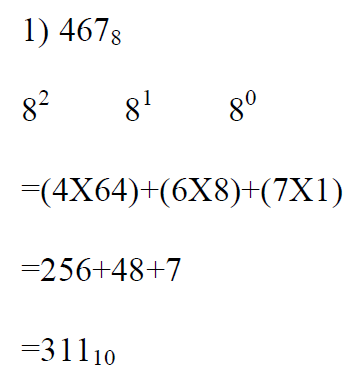 1) 467₈
8² 8¹ 8⁰
=(4X64)+(6X8)+(7X1)
=256+48+7
=311₁₀